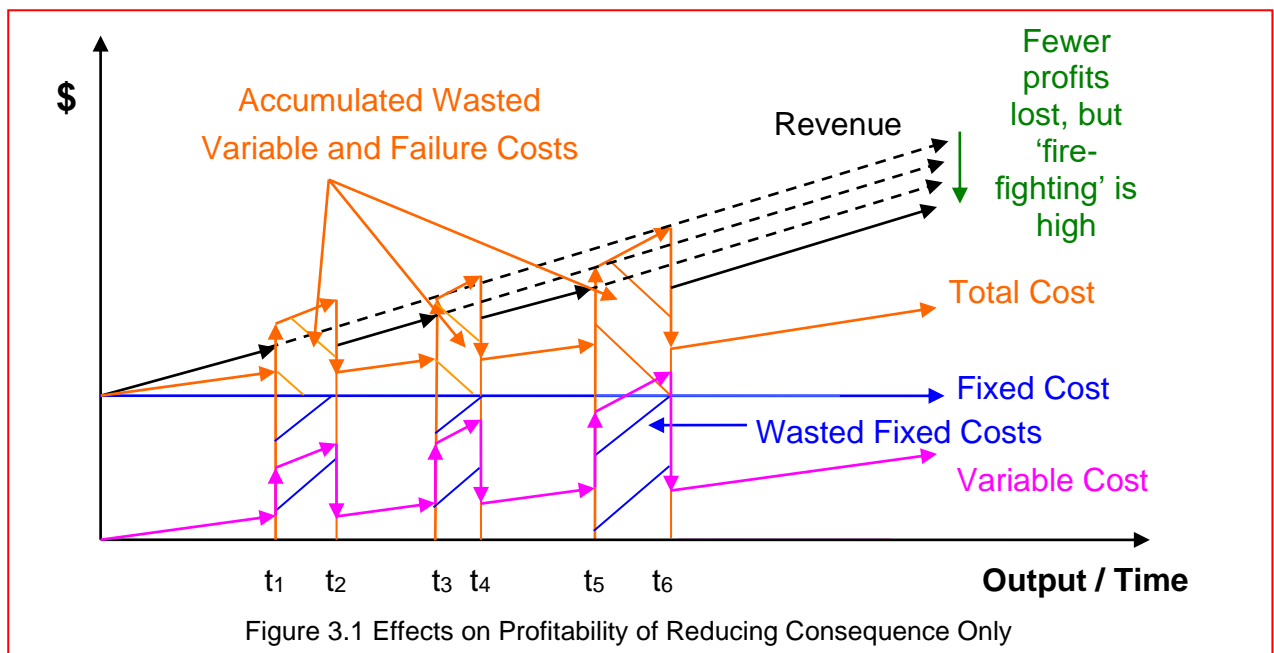 Fewer
profits
lost, but
‘fire-
fighting’ is
high
$
Accumulated Wasted
Variable and Failure Costs
Revenue
Total Cost
Fixed Cost
Wasted Fixed Costs
Variable Cost
t1 t2 t3 t4 t5 t6
Output / Time
Figure 3.1 Effects on Profitability of Reducing Consequence Only